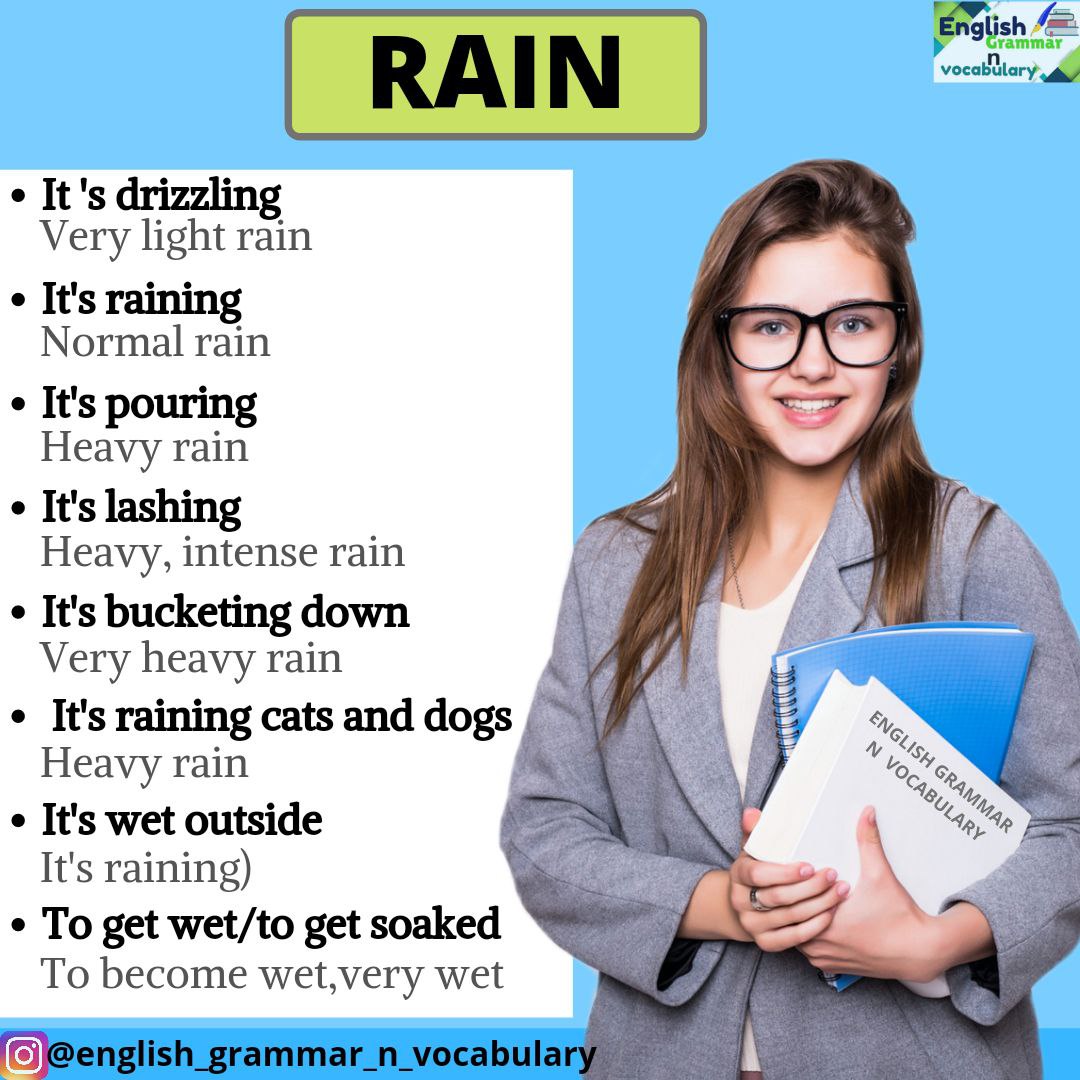 RAIN
English
Grammar
n
vocabulary
• It 's drizzling
Very light rain
• It's raining
Normal rain
• It's pouring
Heavy rain
• It's lashing
Heavy, intense rain
• It's bucketing down
Very heavy rain
• It's raining cats and dogs
Heavy rain
• It's wet outside
It's raining)
• To get wet/to get soaked
To become wet,very wet
ENGLISH GRAMMAR
N VOCABULARY
@english_grammar_n_vocabulary